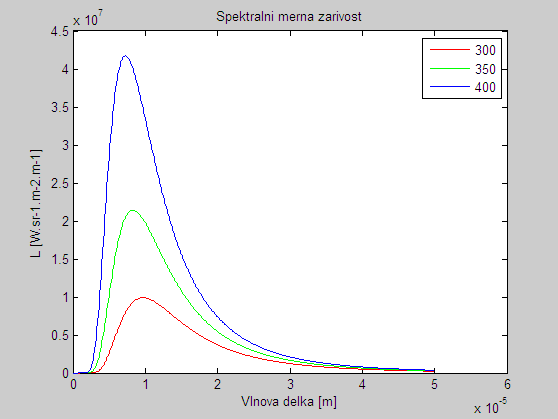 Spektralni merna zarivost
x 10^7
4.5
4
3.5
3
2.5
2
1.5
1
0.5
0
L [W.sr-1.m-2.m-1]
300
350
400
0 1 2 3 4 5 6
Vlnova delka [m]
x 10^-5